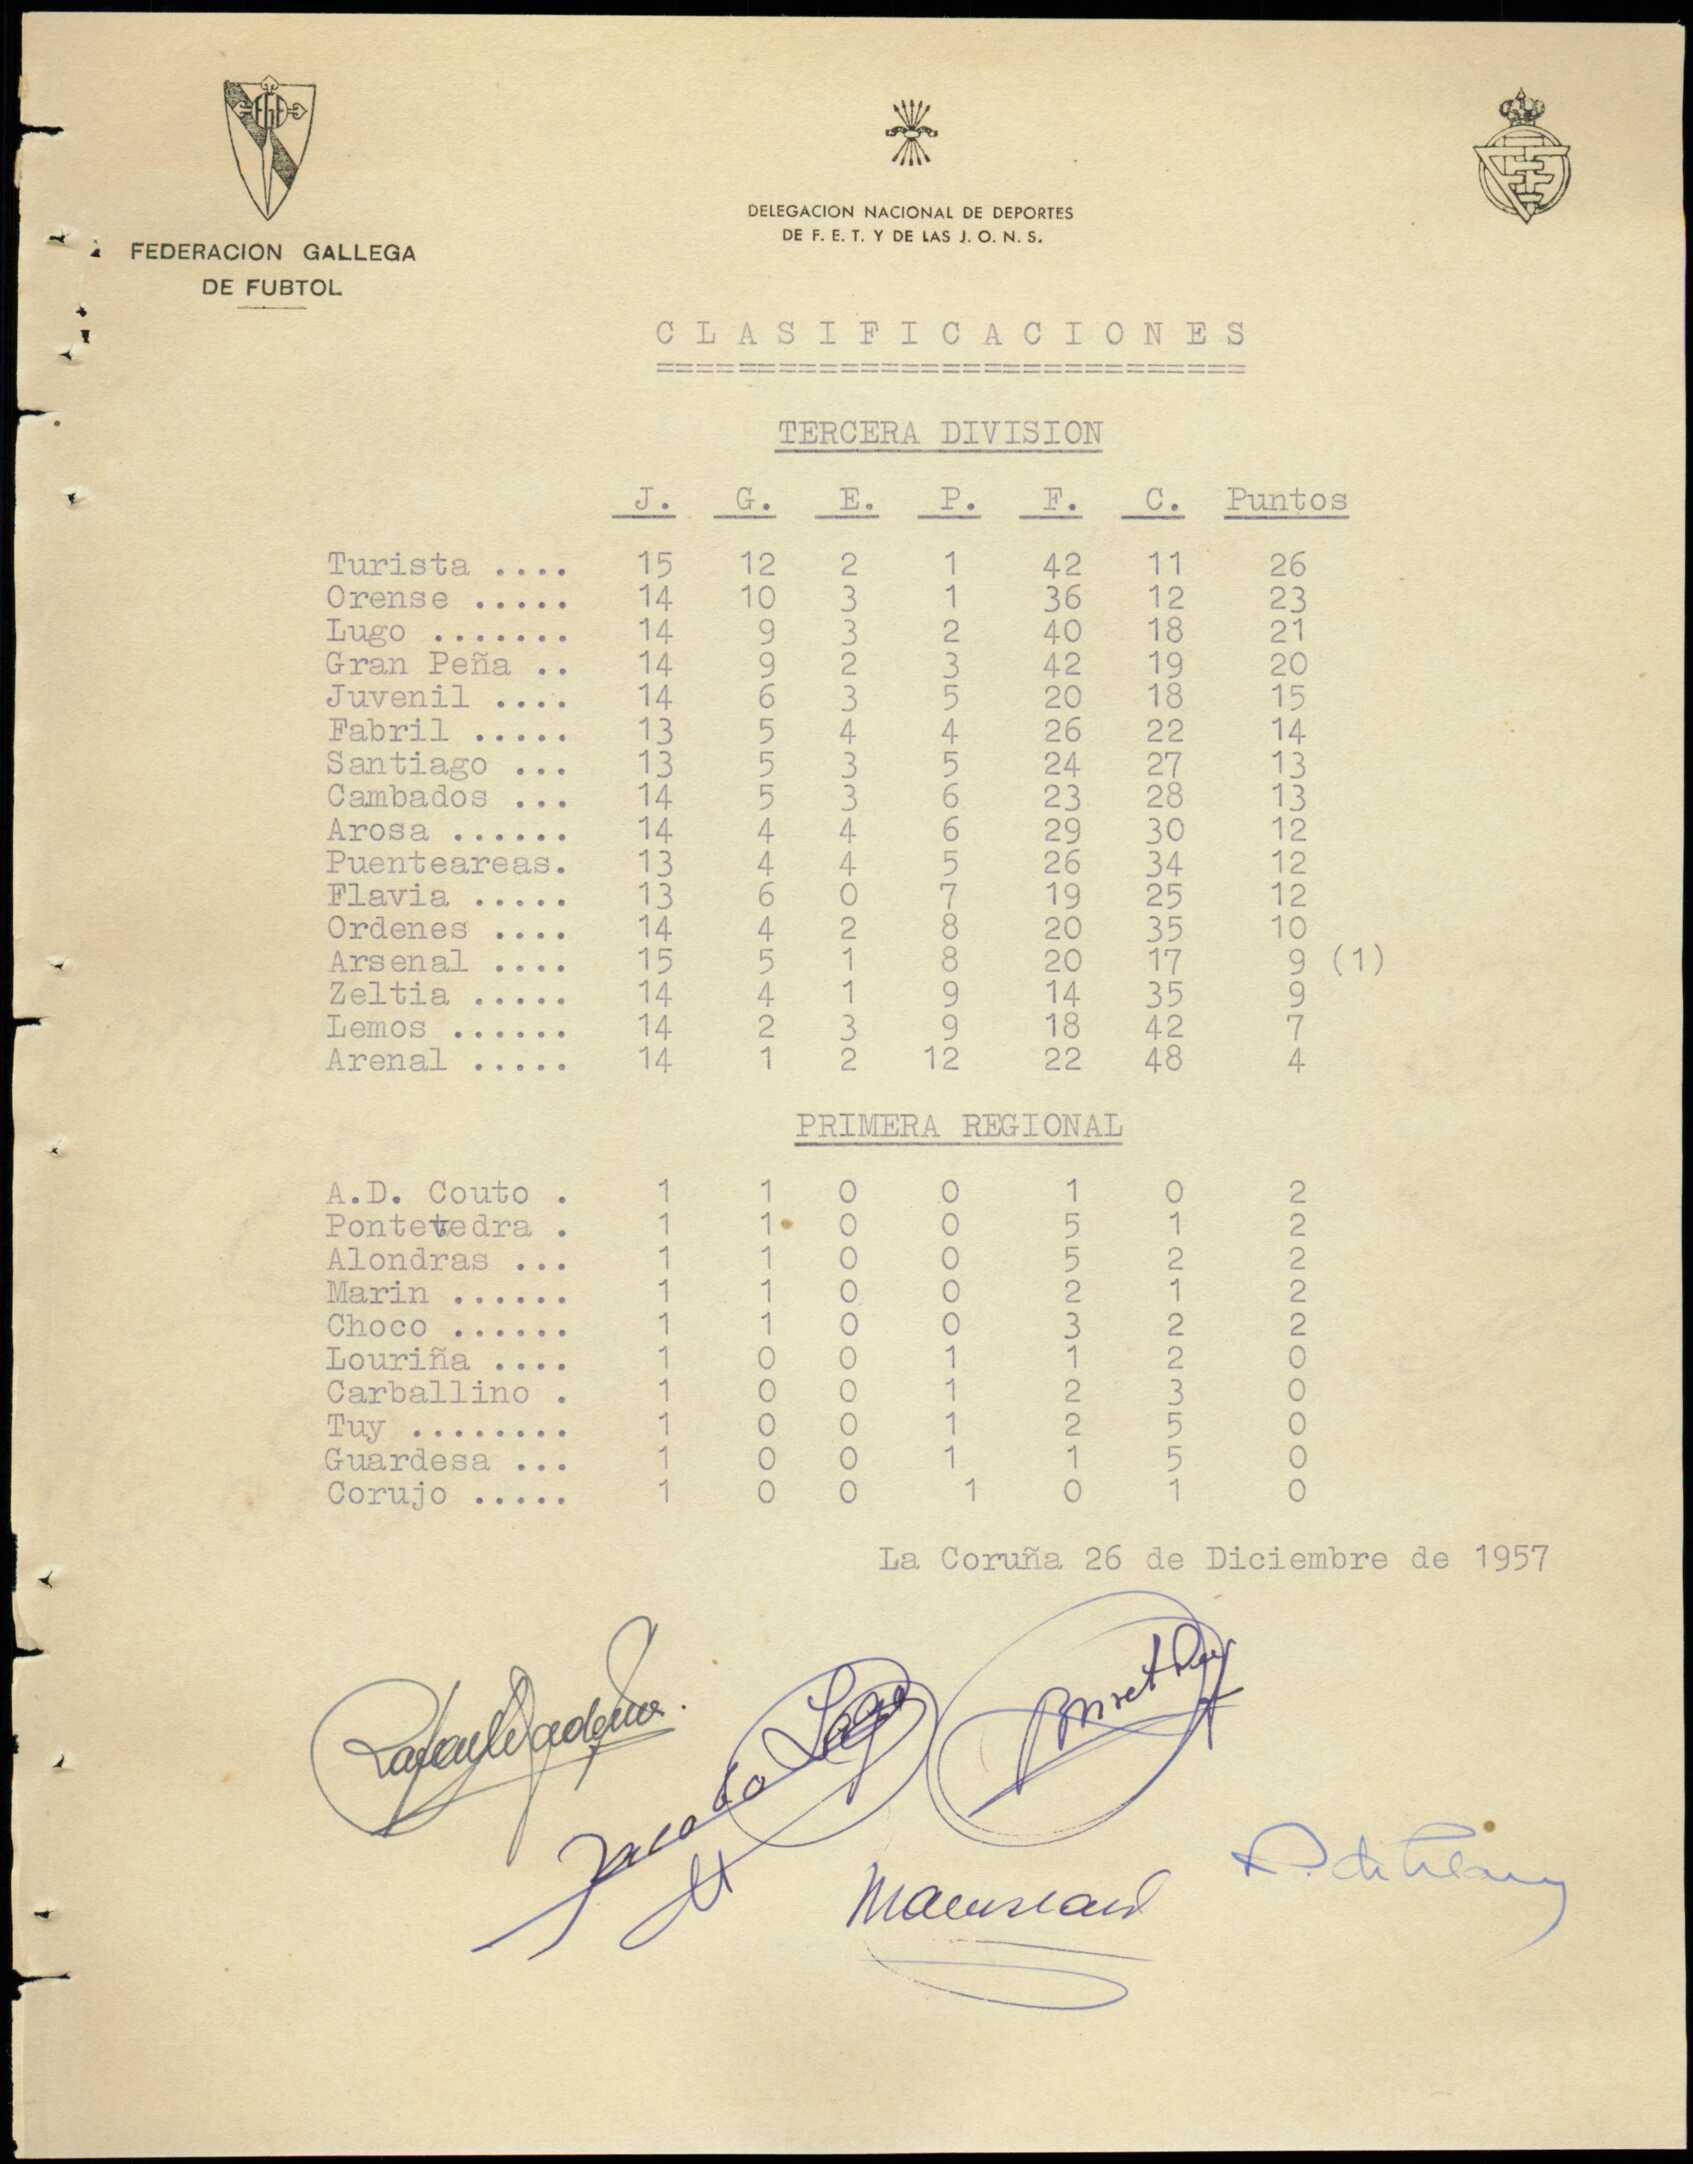 FEDERACION GALLEGA
DE FUBTOL
DELEGACION NACIONAL DE DEPORTES
DE F. E. T. Y DE LAS J. O. N. S.
CLASIFICACIONES
==============================
TERCERA DIVISION
J. G. E. P. F. C. Puntos
Turista .... 15 12 2 1 42 11 26
Orense ..... 14 10 3 1 36 12 23
Lugo ....... 14 9 3 2 40 18 21
Gran Peña .. 14 9 2 3 42 19 20
Juvenil .... 14 6 3 5 20 18 15
Fabril ..... 13 5 4 4 26 22 14
Santiago ... 13 5 3 5 24 27 13
Cambados ... 14 5 3 6 23 28 13
Arosa ...... 14 4 4 6 29 30 12
Puenteareas. 13 4 4 5 26 34 12
Flavia ..... 13 6 0 7 19 25 12
Ordenes .... 14 4 2 8 20 35 10
Arsenal .... 15 5 1 8 20 17 9 (1)
Zeltia ..... 14 4 1 9 14 35 9
Lemos ...... 14 2 3 9 18 42 7
Arenal ..... 14 1 2 12 22 48 4
PRIMERA REGIONAL
A.D. Couto . 1 1 0 0 1 0 2
Pontevedra . 1 1 0 0 5 1 2
Alondras ... 1 1 0 0 5 2 2
Marin ...... 1 1 0 0 2 1 2
Choco ...... 1 1 0 0 3 2 2
Louriña .... 1 0 0 1 1 2 0
Carballino . 1 0 0 1 2 3 0
Tuy ........ 1 0 0 1 2 5 0
Guardesa ... 1 0 0 1 1 5 0
Corujo ..... 1 0 0 1 0 1 0
La Coruña 26 de Diciembre de 1957